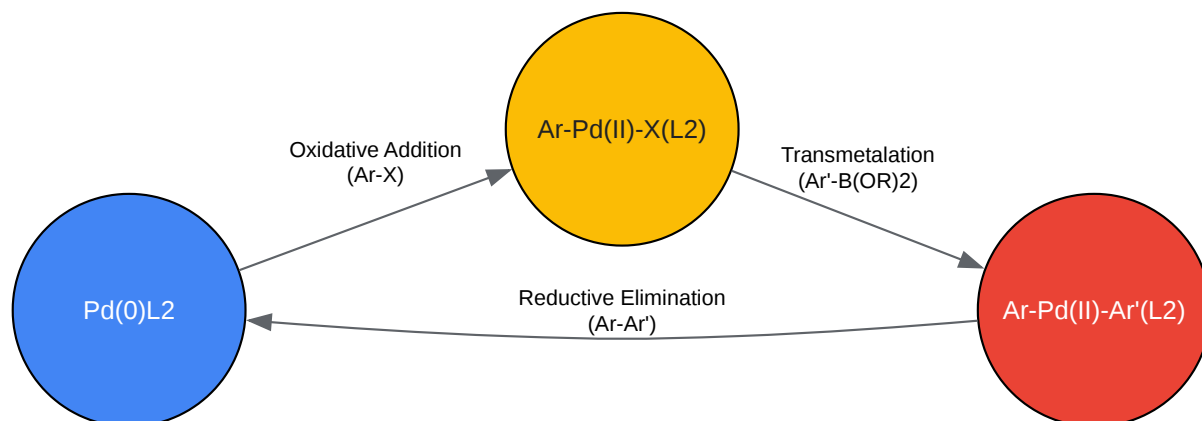 Ar-Pd(II)-X(L2)
Oxidative Addition
(Ar-X)
Transmetalation
(Ar'-B(OR)2)
Pd(0)L2
Reductive Elimination
(Ar-Ar')
Ar-Pd(II)-Ar'(L2)